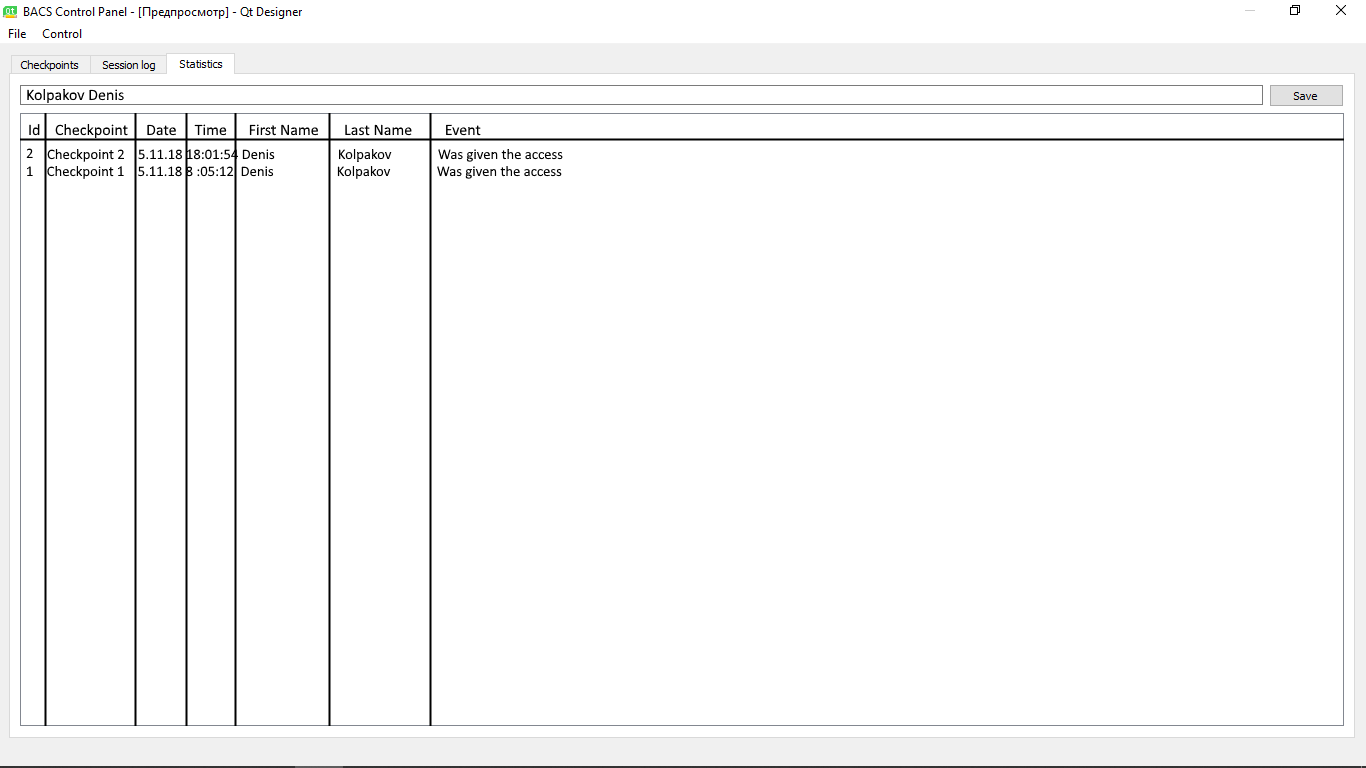 Qt BACS Control Panel - [Предпросмотр] - Qt Designer
File Control
Checkpoints Session log Statistics
Kolpakov Denis Save
Id Checkpoint Date Time First Name Last Name Event
2 Checkpoint 2 5.11.18 18:01:54 Denis Kolpakov Was given the access
1 Checkpoint 1 5.11.18 8 :05:12 Denis Kolpakov Was given the access